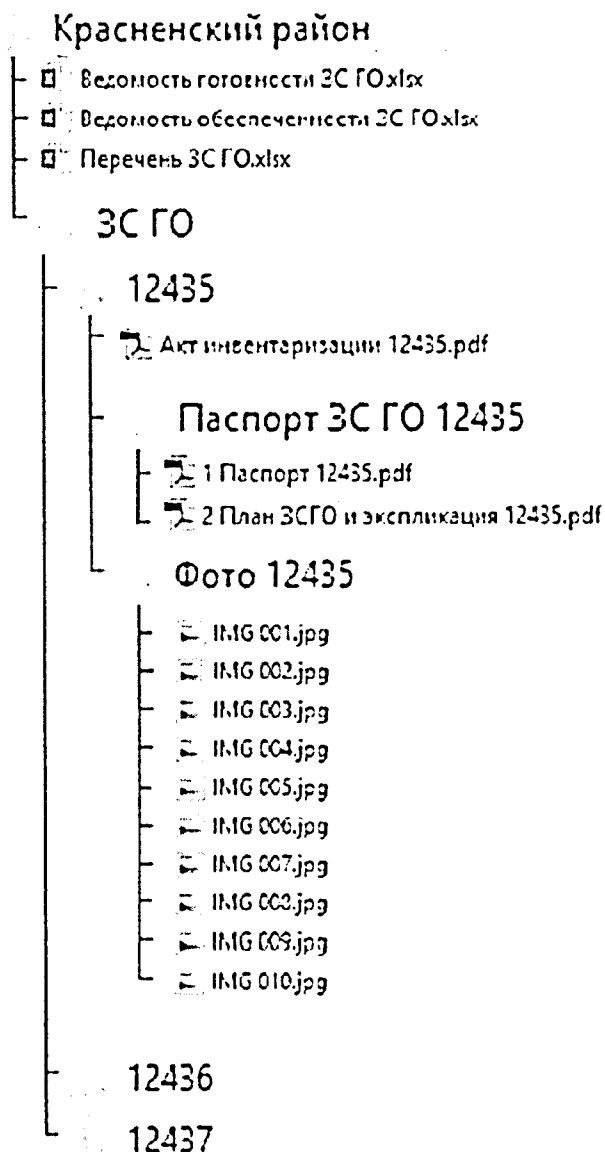 Красненский район
Ведомость готовности ЗС ГО.xlsx
Ведомость обеспеченности ЗС ГО.xlsx
Перечень ЗС ГО.xlsx
ЗС ГО
12435
Акт инвентаризации 12435.pdf
Паспорт ЗС ГО 12435
1 Паспорт 12435.pdf
2 План ЗСГО и экспликация 12435.pdf
Фото 12435
IMG 001.jpg
IMG 002.jpg
IMG 003.jpg
IMG 004.jpg
IMG 005.jpg
IMG 006.jpg
IMG 007.jpg
IMG 008.jpg
IMG 009.jpg
IMG 010.jpg
12436
12437